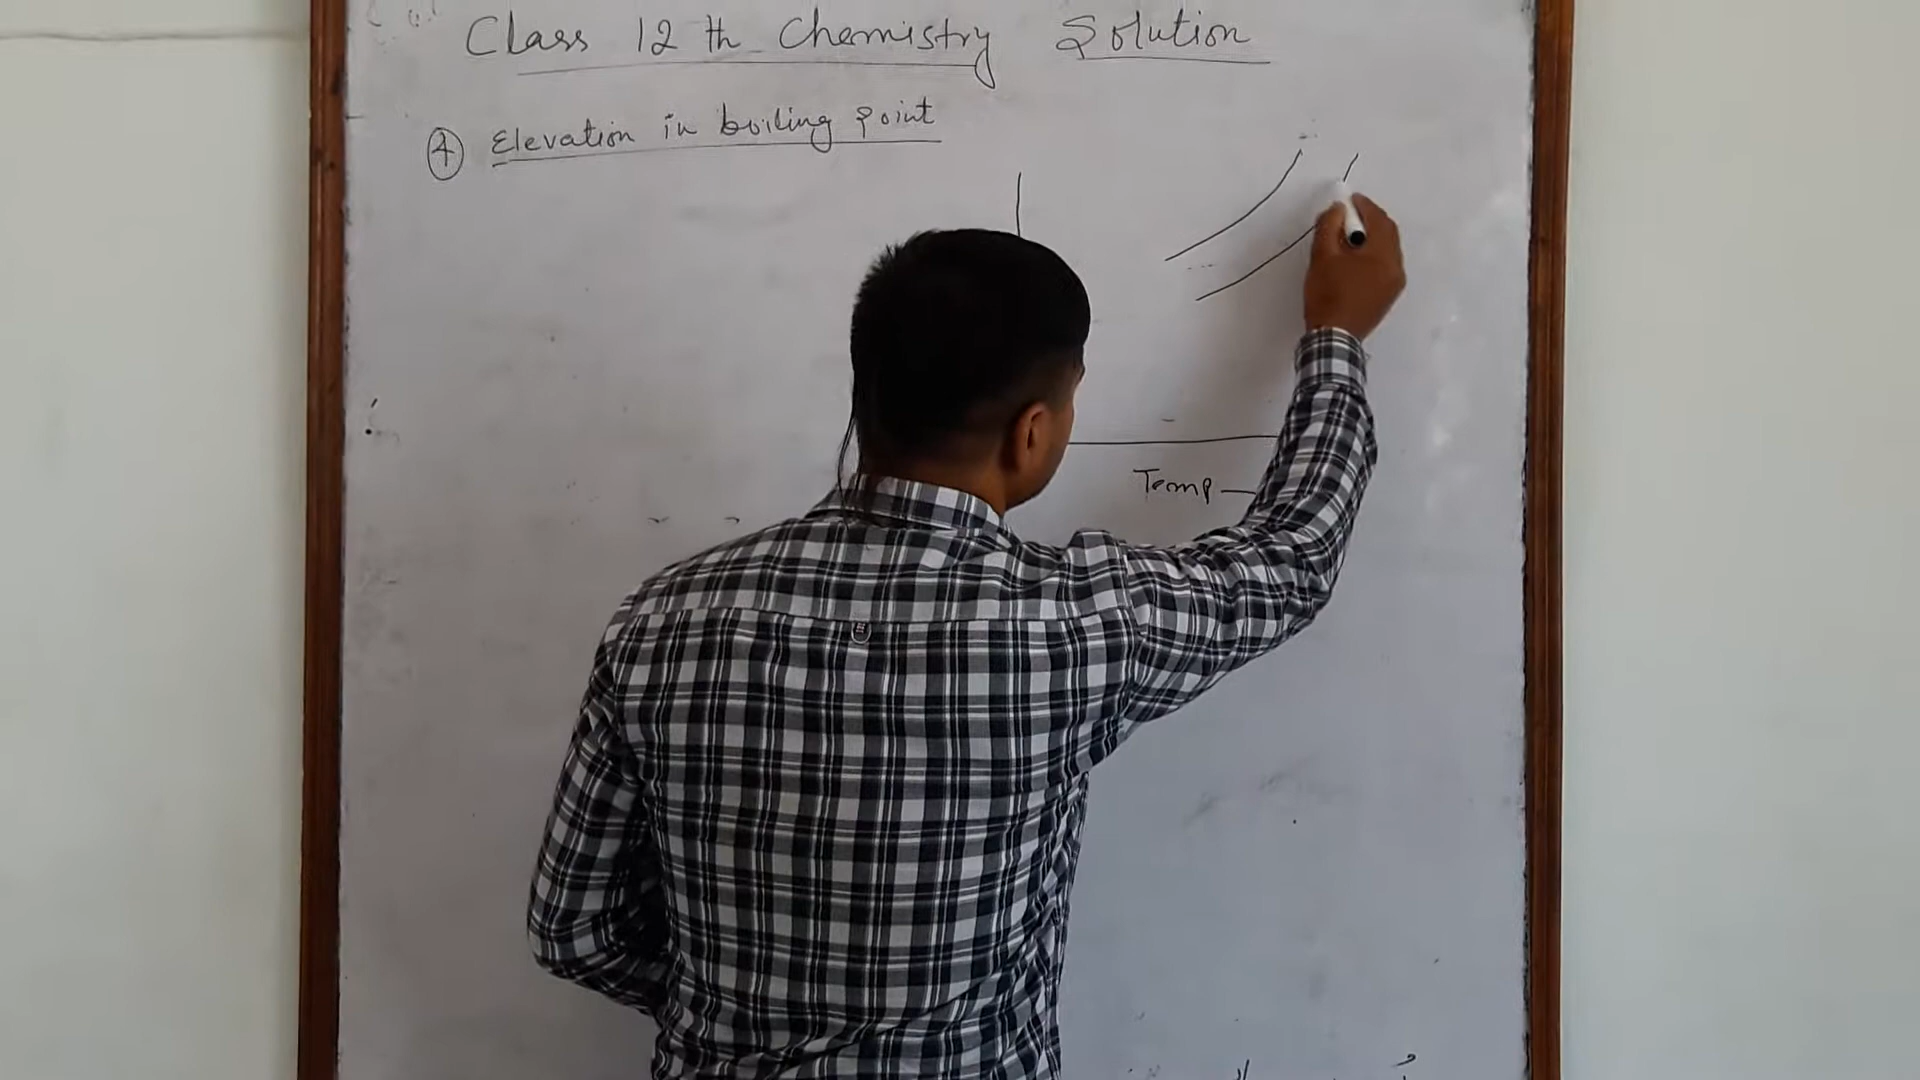 Class 12 th Chemistry Solution
④ Elevation in boiling point
Temp